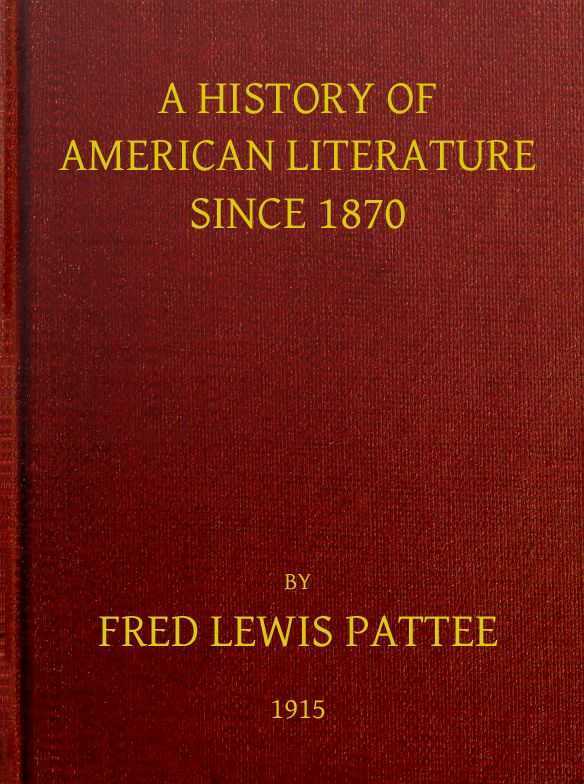 A HISTORY OF
AMERICAN LITERATURE
SINCE 1870
BY
FRED LEWIS PATTEE
1915